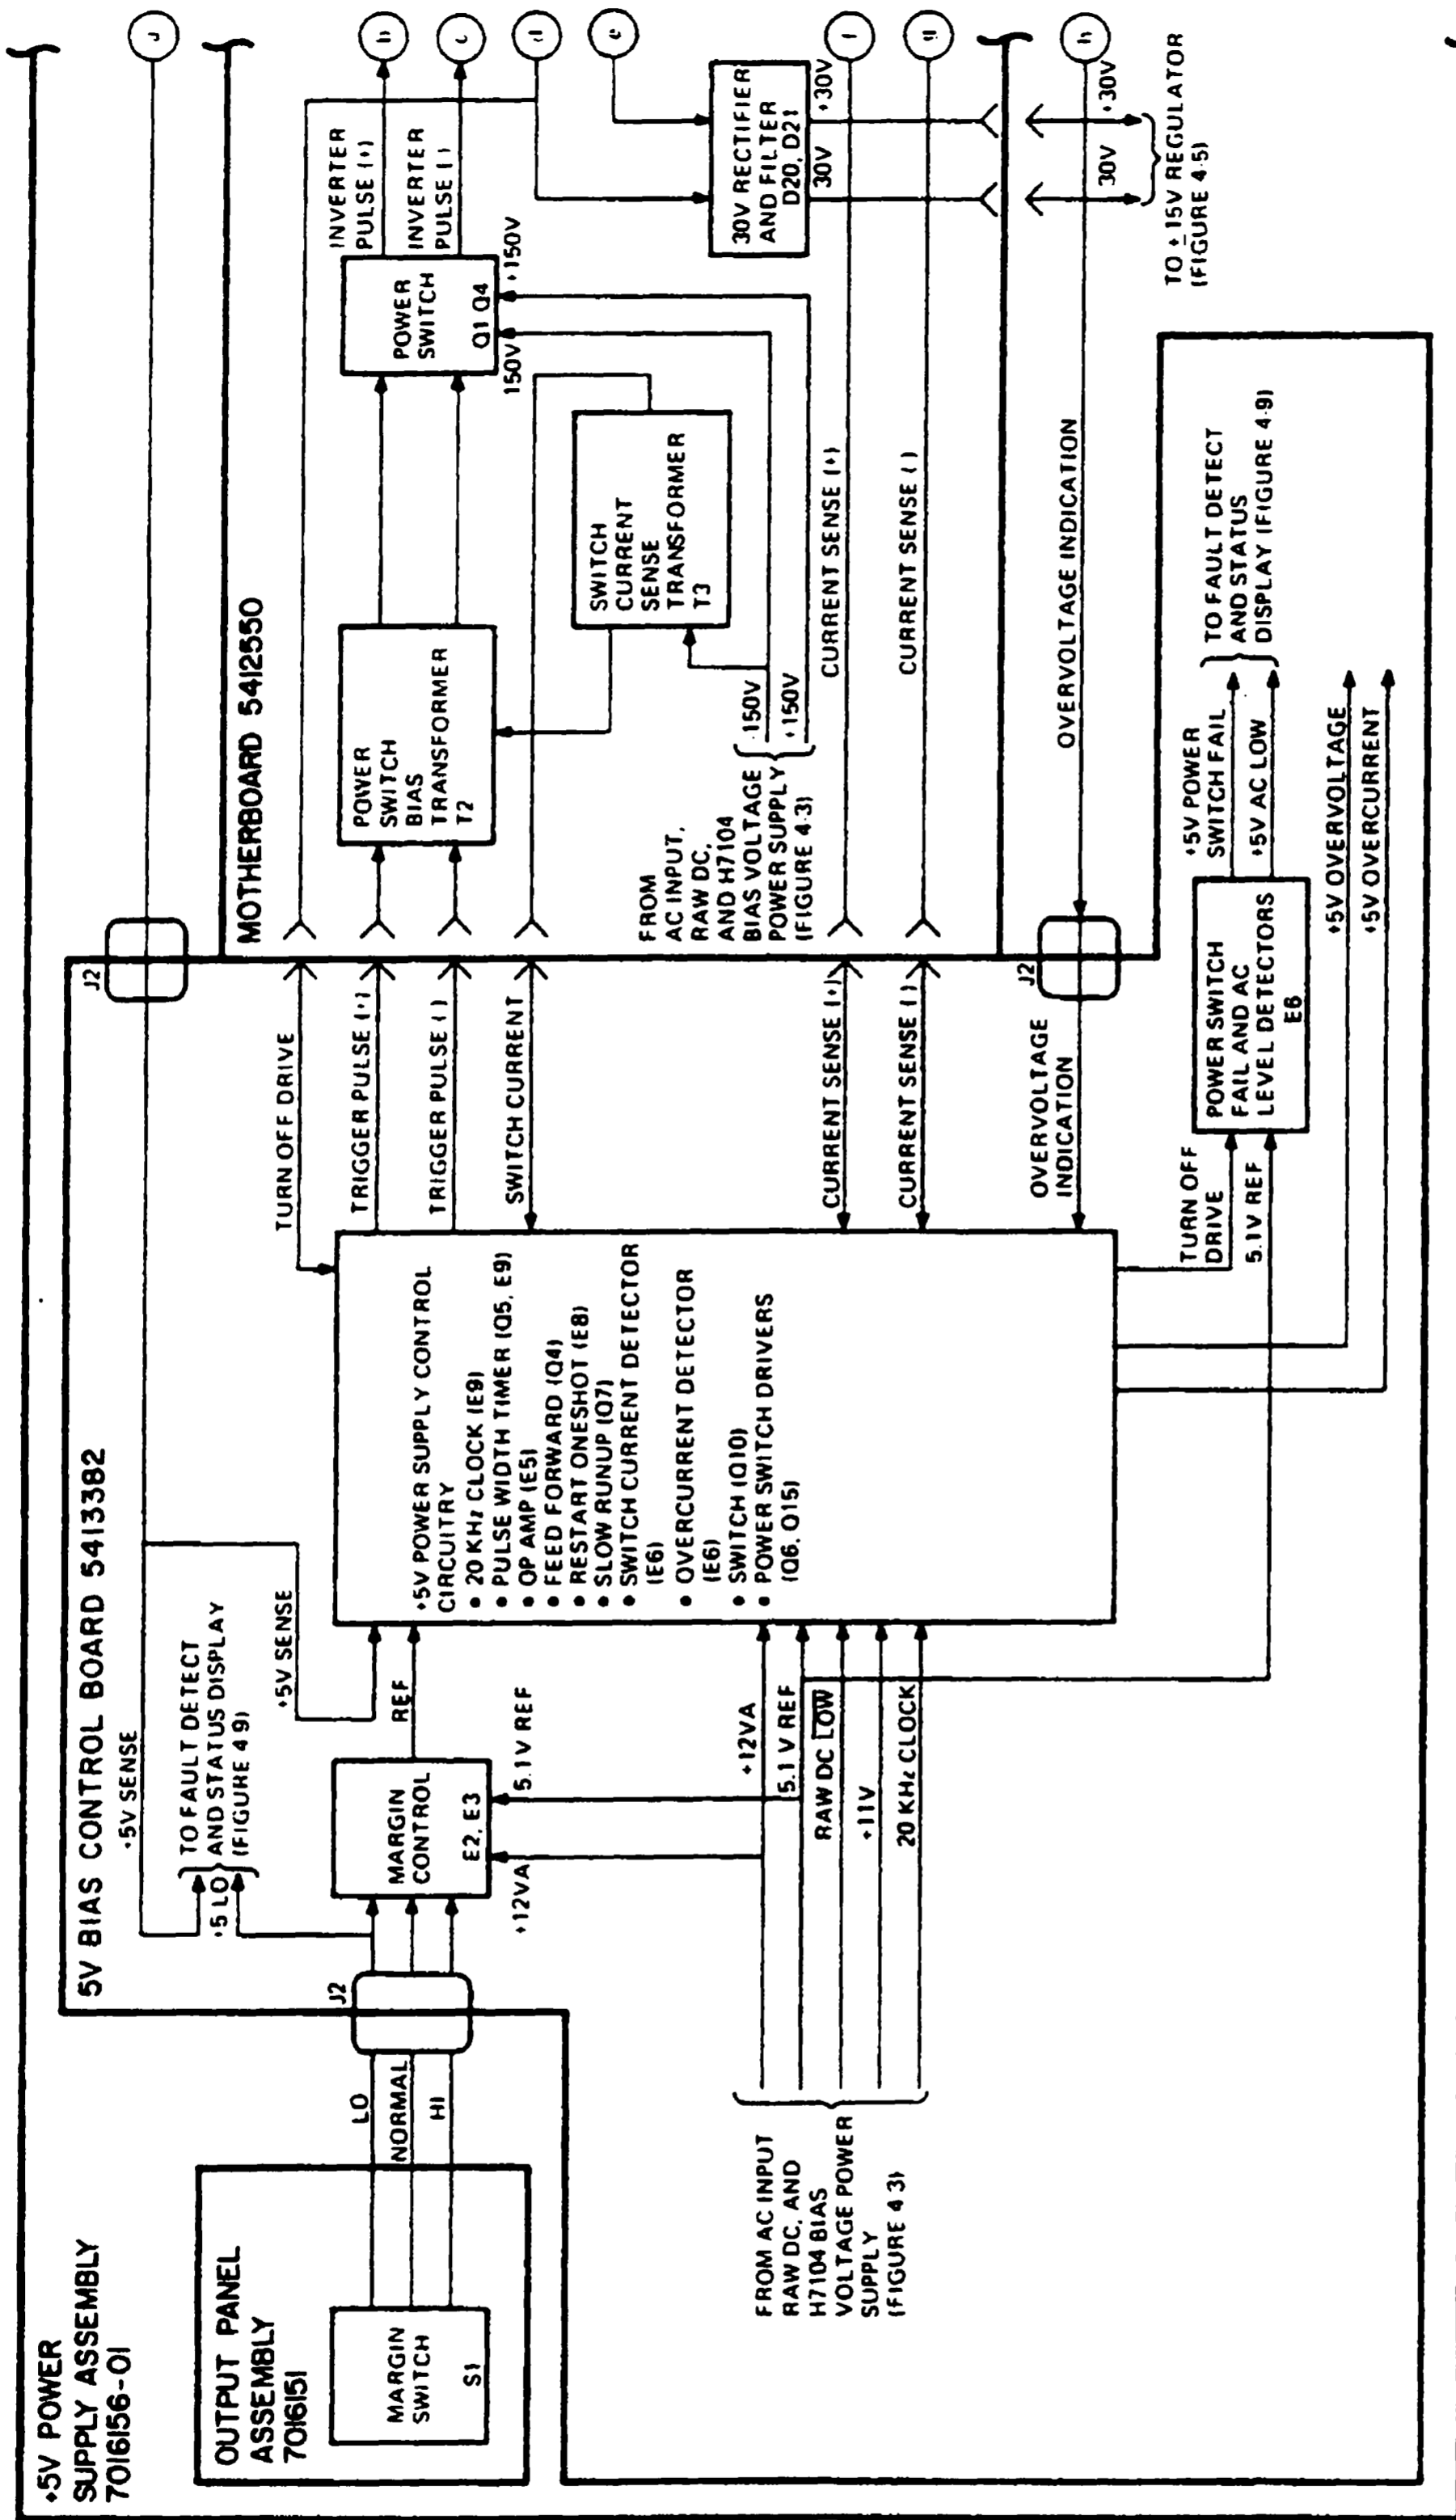 +5V POWER
SUPPLY ASSEMBLY
7016156-01
OUTPUT PANEL
ASSEMBLY
7016151
MARGIN
SWITCH
S1
LO
NORMAL
HI
J2
5V BIAS CONTROL BOARD 5413382
+5V SENSE
TO FAULT DETECT
AND STATUS DISPLAY
(FIGURE 4 9)
+5 LO
+5V SENSE
MARGIN
CONTROL
E2, E3
REF
+12VA
5.1V REF
FROM AC INPUT
RAW DC, AND
H7104 BIAS
VOLTAGE POWER
SUPPLY
(FIGURE 4 3)
+12VA
5.1 V REF
RAW DC LOW
+11V
20 KHz CLOCK
+5V POWER SUPPLY CONTROL
CIRCUITRY
• 20 KHz CLOCK (E9)
• PULSE WIDTH TIMER (Q5, E9)
• OP AMP (E5)
• FEED FORWARD (Q4)
• RESTART ONESHOT (E8)
• SLOW RUNUP (Q7)
• SWITCH CURRENT DETECTOR
(E6)
• OVERCURRENT DETECTOR
(E6)
• SWITCH (Q10)
• POWER SWITCH DRIVERS
(Q6, Q15)
J2
TURN OFF DRIVE
TRIGGER PULSE (+)
TRIGGER PULSE ( )
SWITCH CURRENT
CURRENT SENSE (+)
CURRENT SENSE ( )
OVERVOLTAGE
INDICATION
J2
TURN OFF
DRIVE
5.1V REF
POWER SWITCH
FAIL AND AC
LEVEL DETECTORS
E6
+5V POWER
SWITCH FAIL
+5V AC LOW
TO FAULT DETECT
AND STATUS
DISPLAY (FIGURE 4-9)
+5V OVERVOLTAGE
+5V OVERCURRENT
MOTHERBOARD 5412550
POWER
SWITCH
BIAS
TRANSFORMER
T2
SWITCH
CURRENT
SENSE
TRANSFORMER
T3
POWER
SWITCH
Q1 Q4
150V
+150V
INVERTER
PULSE (+)
INVERTER
PULSE ( )
FROM
AC INPUT,
RAW DC,
AND H7104
BIAS VOLTAGE
POWER SUPPLY
(FIGURE 4-3)
-150V
+150V
CURRENT SENSE (+)
CURRENT SENSE ( )
OVERVOLTAGE INDICATION
30V RECTIFIER
AND FILTER
D20, D21
30V
+30V
30V
+30V
TO ± 15V REGULATOR
(FIGURE 4-5)
b
c
d
e
f
g
h